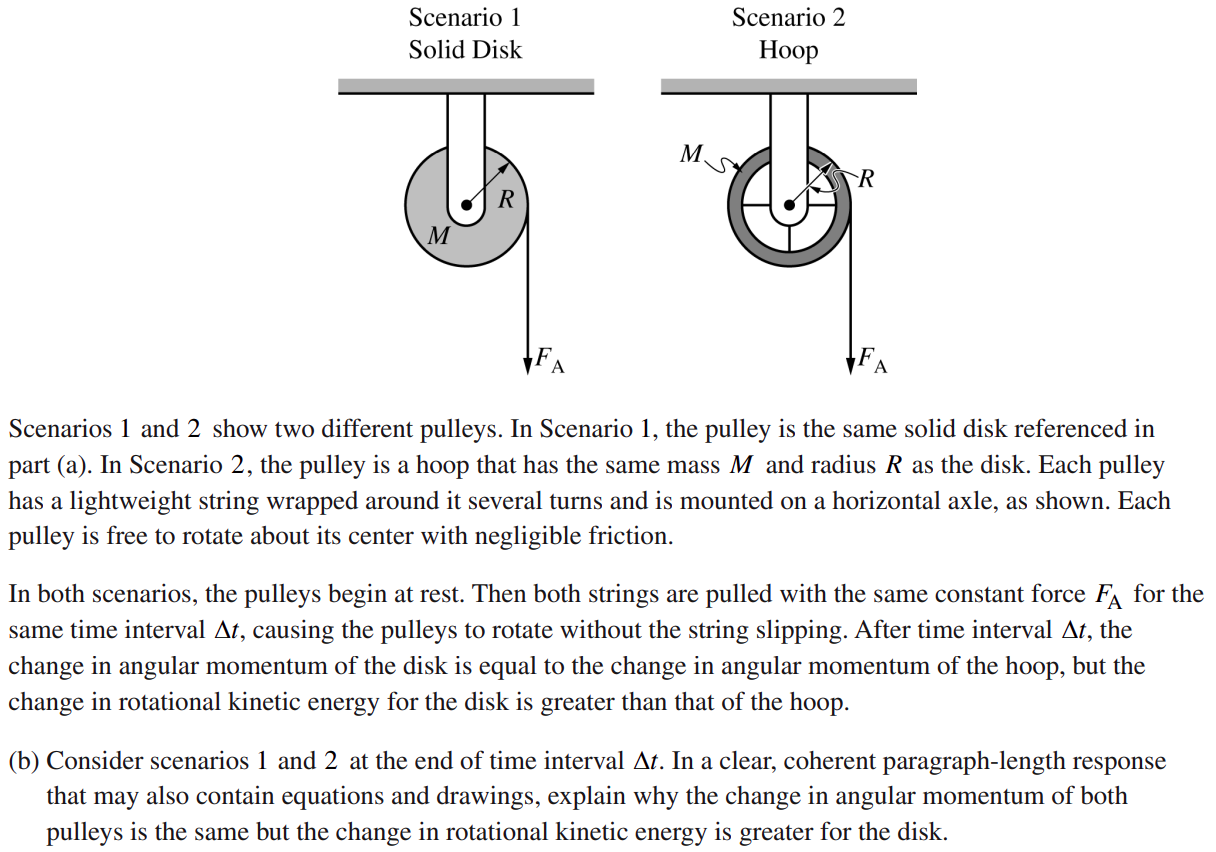 Scenario 1
Solid Disk
Scenario 2
Hoop
R
M
F_A
M
R
F_A
Scenarios 1 and 2 show two different pulleys. In Scenario 1, the pulley is the same solid disk referenced in
part (a). In Scenario 2, the pulley is a hoop that has the same mass M and radius R as the disk. Each pulley
has a lightweight string wrapped around it several turns and is mounted on a horizontal axle, as shown. Each
pulley is free to rotate about its center with negligible friction.
In both scenarios, the pulleys begin at rest. Then both strings are pulled with the same constant force F_A for the
same time interval Δt, causing the pulleys to rotate without the string slipping. After time interval Δt, the
change in angular momentum of the disk is equal to the change in angular momentum of the hoop, but the
change in rotational kinetic energy for the disk is greater than that of the hoop.
(b) Consider scenarios 1 and 2 at the end of time interval Δt. In a clear, coherent paragraph-length response
that may also contain equations and drawings, explain why the change in angular momentum of both
pulleys is the same but the change in rotational kinetic energy is greater for the disk.